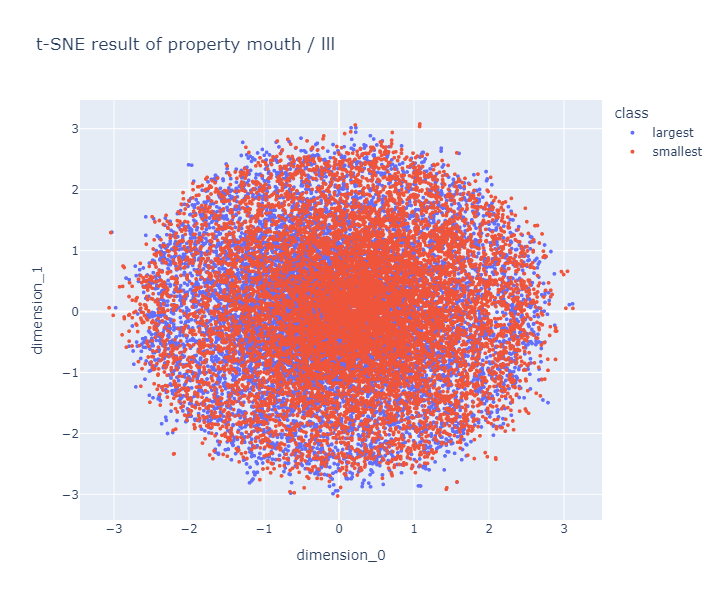 t-SNE result of property mouth / lll
class
largest
smallest
dimension_1
3
2
1
0
−1
−2
−3
−3
−2
−1
0
1
2
3
dimension_0